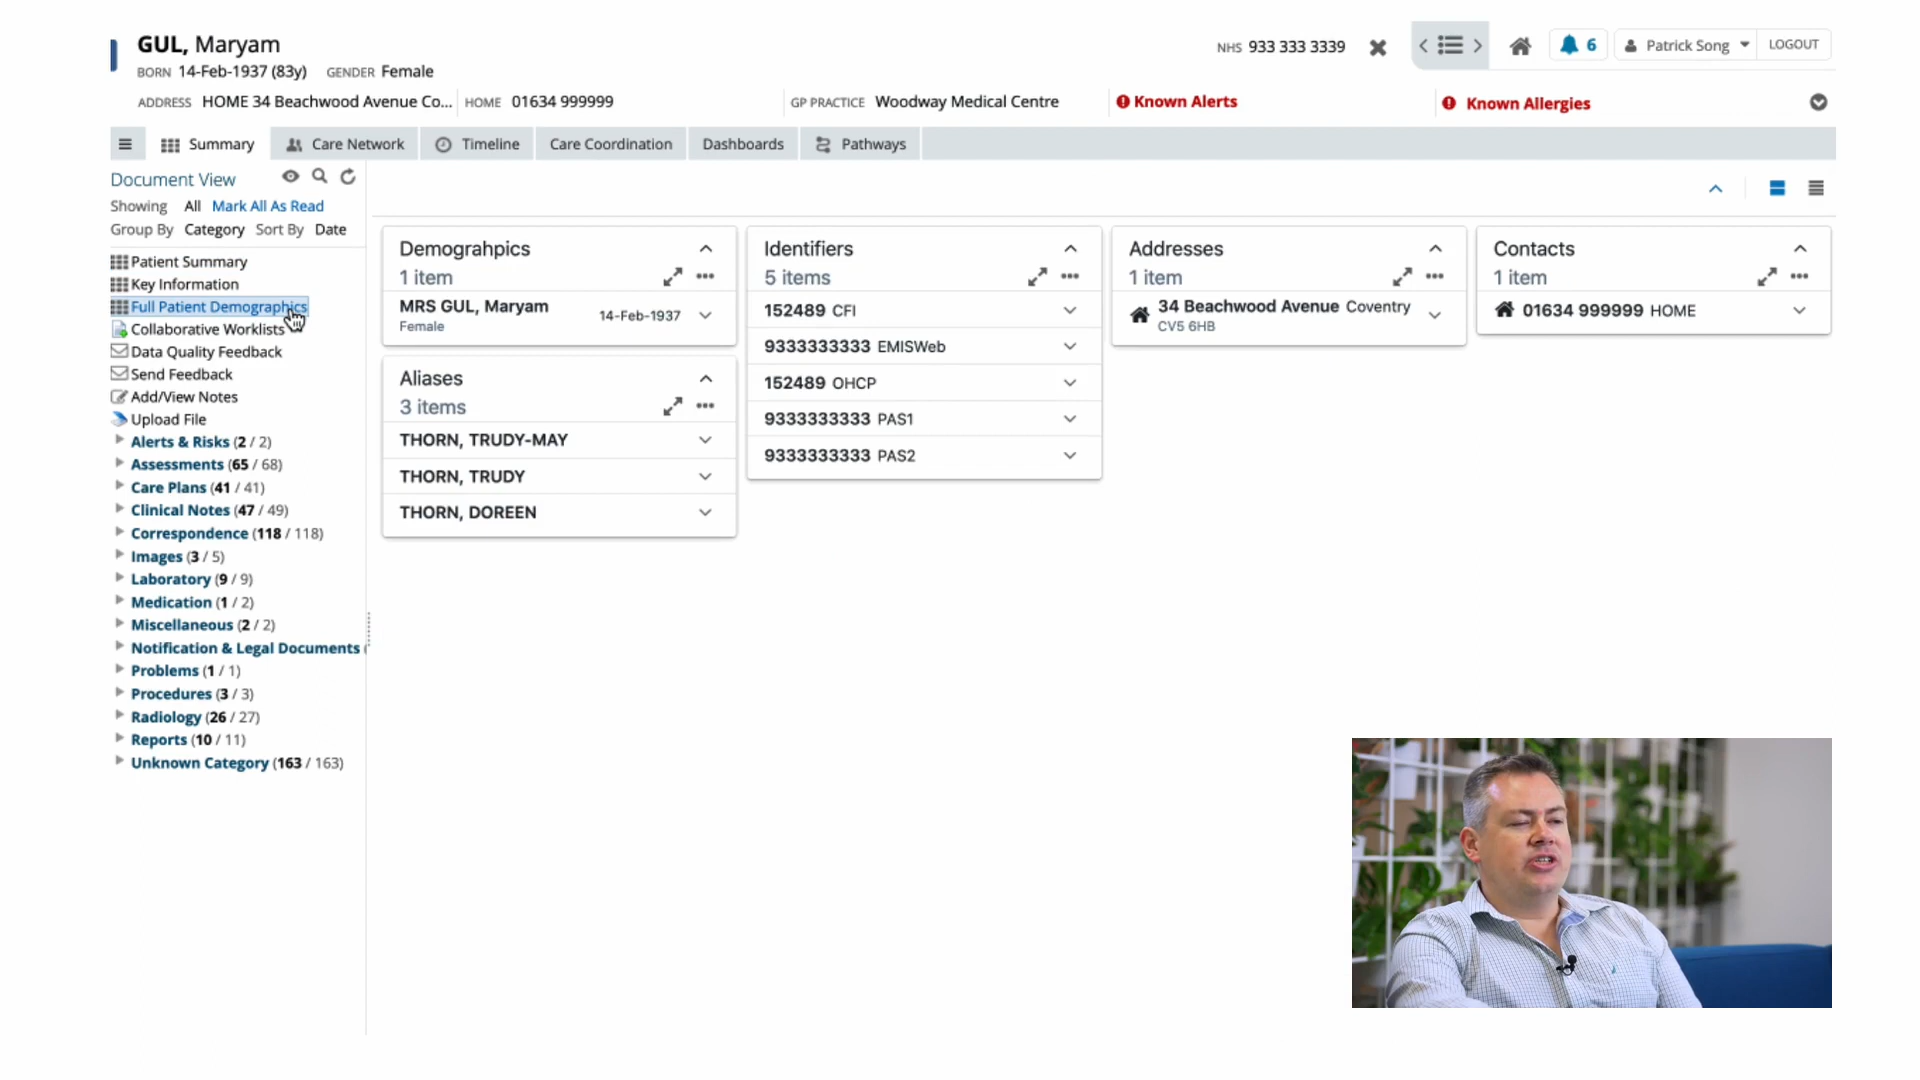 GUL, Maryam
BORN 14-Feb-1937 (83y) GENDER Female
NHS 933 333 3339
6
Patrick Song
LOGOUT
ADDRESS HOME 34 Beachwood Avenue Co...
HOME 01634 999999
GP PRACTICE Woodway Medical Centre
Known Alerts
Known Allergies
Summary
Care Network
Timeline
Care Coordination
Dashboards
Pathways
Document View
Showing All Mark All As Read
Group By Category Sort By Date
Patient Summary
Key Information
Full Patient Demographics
Collaborative Worklists
Data Quality Feedback
Send Feedback
Add/View Notes
Upload File
Alerts & Risks (2 / 2)
Assessments (65 / 68)
Care Plans (41 / 41)
Clinical Notes (47 / 49)
Correspondence (118 / 118)
Images (3 / 5)
Laboratory (9 / 9)
Medication (1 / 2)
Miscellaneous (2 / 2)
Notification & Legal Documents (
Problems (1 / 1)
Procedures (3 / 3)
Radiology (26 / 27)
Reports (10 / 11)
Unknown Category (163 / 163)
Demograhpics
1 item
MRS GUL, Maryam
Female
14-Feb-1937
Aliases
3 items
THORN, TRUDY-MAY
THORN, TRUDY
THORN, DOREEN
Identifiers
5 items
152489 CFI
9333333333 EMISWeb
152489 OHCP
9333333333 PAS1
9333333333 PAS2
Addresses
1 item
34 Beachwood Avenue Coventry
CV5 6HB
Contacts
1 item
01634 999999 HOME